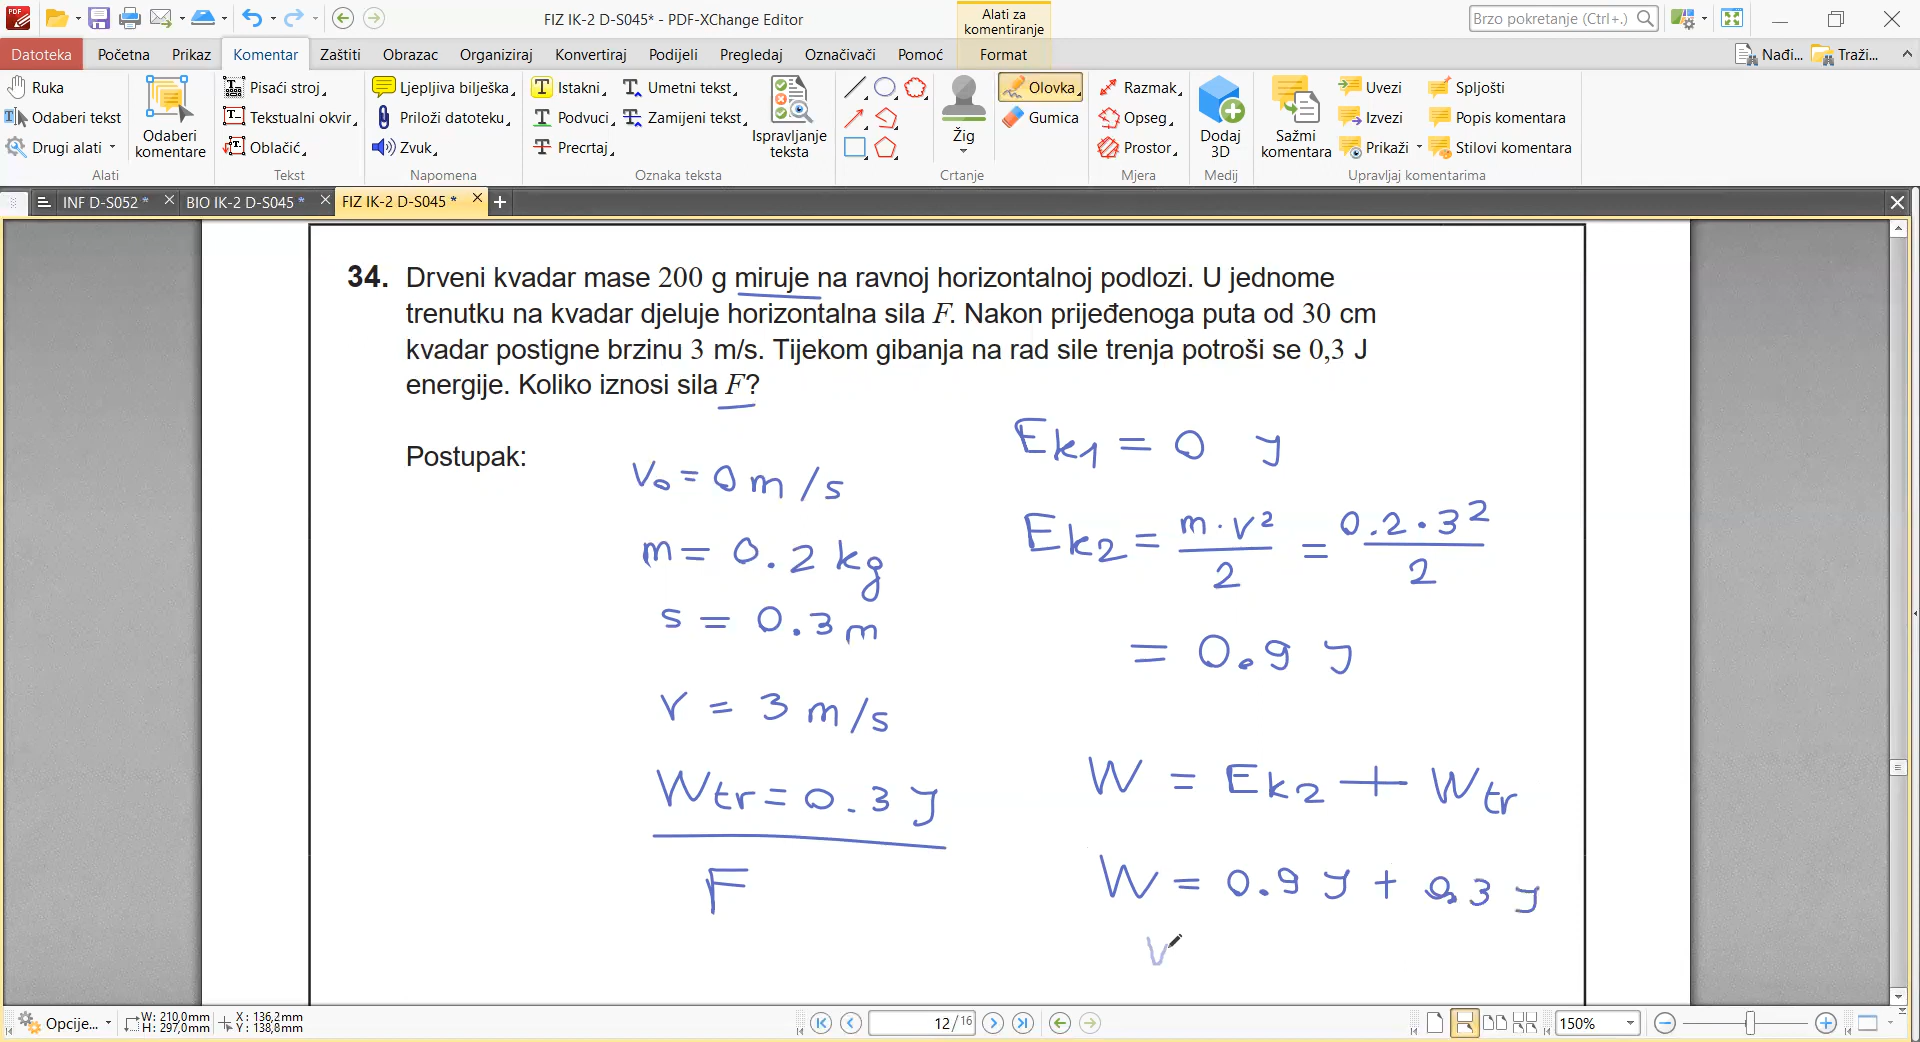 FIZ IK-2 D-S045* - PDF-XChange Editor
Alati za komentiranje
Brzo pokretanje (Ctrl+.)
Datoteka Početna Prikaz Komentar Zaštiti Obrazac Organiziraj Konvertiraj Podijeli Pregledaj Označivači Pomoć Format Nađi... Traži...
Ruka
Odaberi tekst
Drugi alati
Odaberi komentare
Alati
Pisaći stroj
Tekstualni okvir
Oblačić
Tekst
Ljepljiva bilješka
Priloži datoteku
Zvuk
Napomena
Istakni
Podvuci
Precrtaj
Umetni tekst
Zamijeni tekst
Ispravljanje teksta
Oznaka teksta
Žig
Crtanje
Olovka
Gumica
Razmak
Opseg
Prostor
Mjera
Dodaj 3D
Medij
Sažmi komentara
Uvezi
Izvezi
Prikaži
Spljošti
Popis komentara
Stilovi komentara
Upravljaj komentarima
INF D-S052 * BIO IK-2 D-S045 * FIZ IK-2 D-S045 *
34. Drveni kvadar mase 200 g miruje na ravnoj horizontalnoj podlozi. U jednome
trenutku na kvadar djeluje horizontalna sila F. Nakon prijeđenoga puta od 30 cm
kvadar postigne brzinu 3 m/s. Tijekom gibanja na rad sile trenja potroši se 0,3 J
energije. Koliko iznosi sila F?
Postupak:
v₀ = 0 m/s
m = 0.2 kg
s = 0.3 m
v = 3 m/s
Wtr = 0.3 J
F
Ek1 = 0 J
Ek2 = m · v² / 2 = 0.2 · 3² / 2
= 0.9 J
W = Ek2 + Wtr
W = 0.9 J + 0.3 J
Opcije... W: 210,0mm H: 297,0mm X: 136,2mm Y: 138,8mm 12 / 16 150%